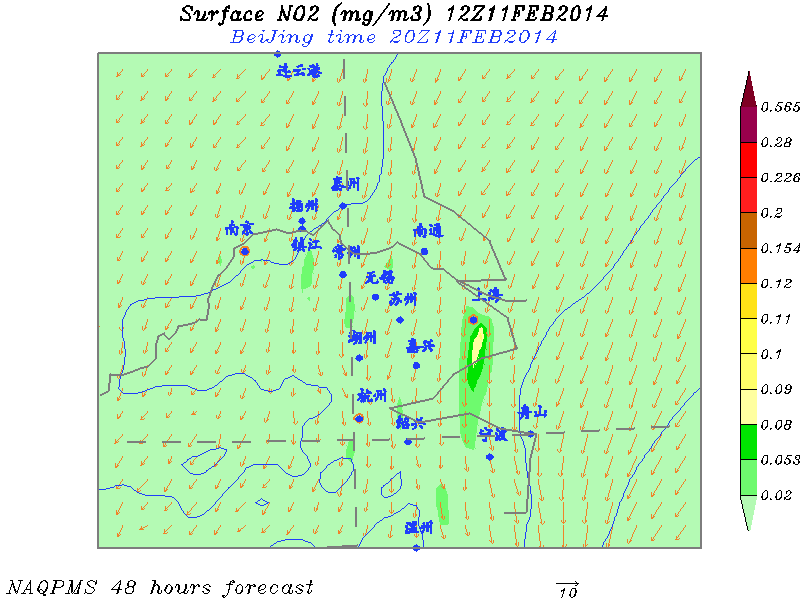 Surface NO2 (mg/m3) 12Z11FEB2014
BeiJing time 20Z11FEB2014
连云港
泰州
扬州
南京
镇江
常州
南通
无锡
苏州
上海
湖州
嘉兴
杭州
绍兴
宁波
舟山
温州
0.565
0.28
0.226
0.2
0.154
0.12
0.11
0.1
0.09
0.08
0.053
0.02
NAQPMS 48 hours forecast
10